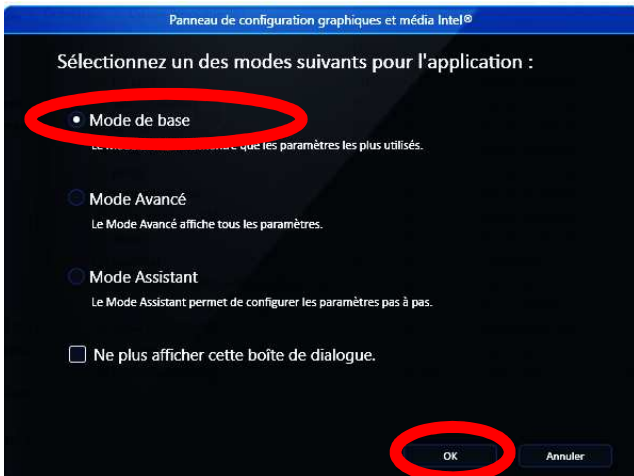 Panneau de configuration graphiques et média Intel®
Sélectionnez un des modes suivants pour l'application :
Mode de base
que les paramètres les plus utilisés.
Mode Avancé
Le Mode Avancé affiche tous les paramètres.
Mode Assistant
Le Mode Assistant permet de configurer les paramètres pas à pas.
Ne plus afficher cette boîte de dialogue.
OK
Annuler